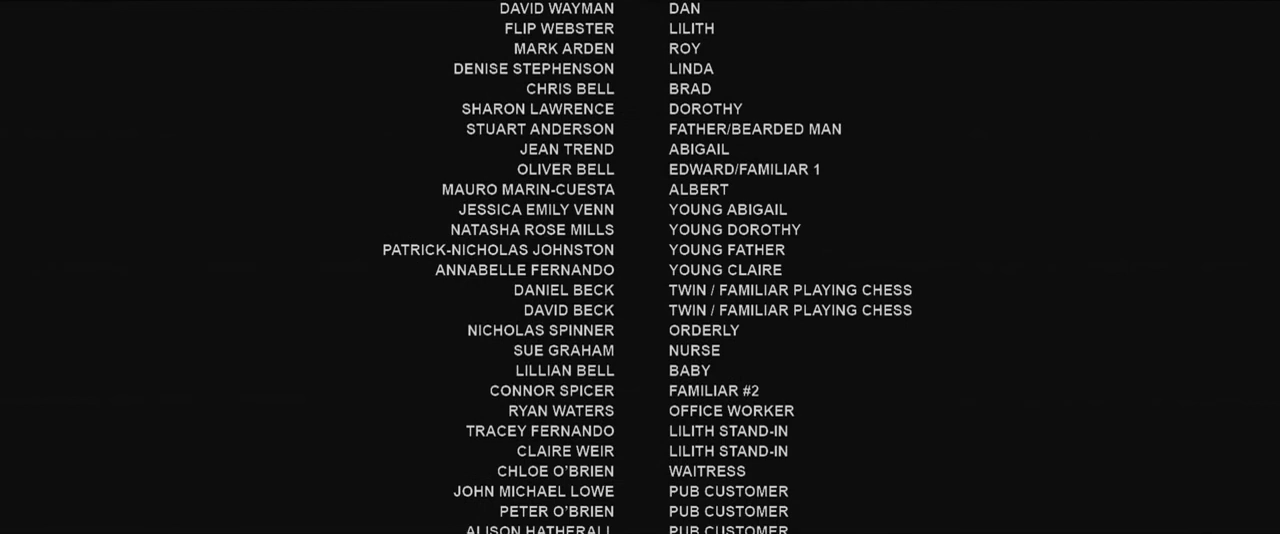 DAVID WAYMAN DAN
FLIP WEBSTER LILITH
MARK ARDEN ROY
DENISE STEPHENSON LINDA
CHRIS BELL BRAD
SHARON LAWRENCE DOROTHY
STUART ANDERSON FATHER/BEARDED MAN
JEAN TREND ABIGAIL
OLIVER BELL EDWARD/FAMILIAR 1
MAURO MARIN-CUESTA ALBERT
JESSICA EMILY VENN YOUNG ABIGAIL
NATASHA ROSE MILLS YOUNG DOROTHY
PATRICK-NICHOLAS JOHNSTON YOUNG FATHER
ANNABELLE FERNANDO YOUNG CLAIRE
DANIEL BECK TWIN / FAMILIAR PLAYING CHESS
DAVID BECK TWIN / FAMILIAR PLAYING CHESS
NICHOLAS SPINNER ORDERLY
SUE GRAHAM NURSE
LILLIAN BELL BABY
CONNOR SPICER FAMILIAR #2
RYAN WATERS OFFICE WORKER
TRACEY FERNANDO LILITH STAND-IN
CLAIRE WEIR LILITH STAND-IN
CHLOE O’BRIEN WAITRESS
JOHN MICHAEL LOWE PUB CUSTOMER
PETER O’BRIEN PUB CUSTOMER
ALISON HATHERALL PUB CUSTOMER